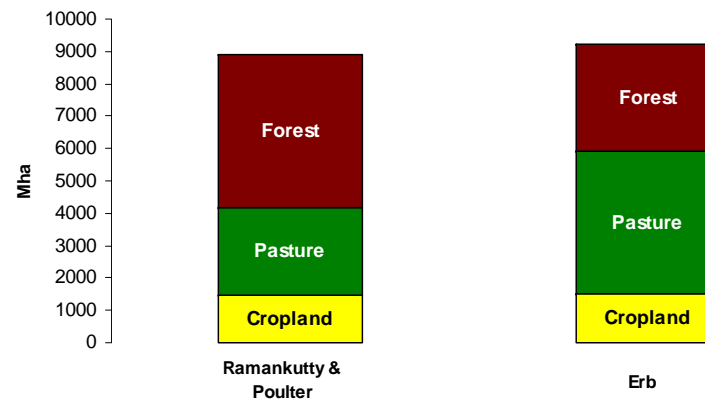 10000
9000
8000
7000
6000
5000
4000
3000
2000
1000
0
Mha
Forest
Pasture
Cropland
Forest
Pasture
Cropland
Ramankutty &
Poulter
Erb